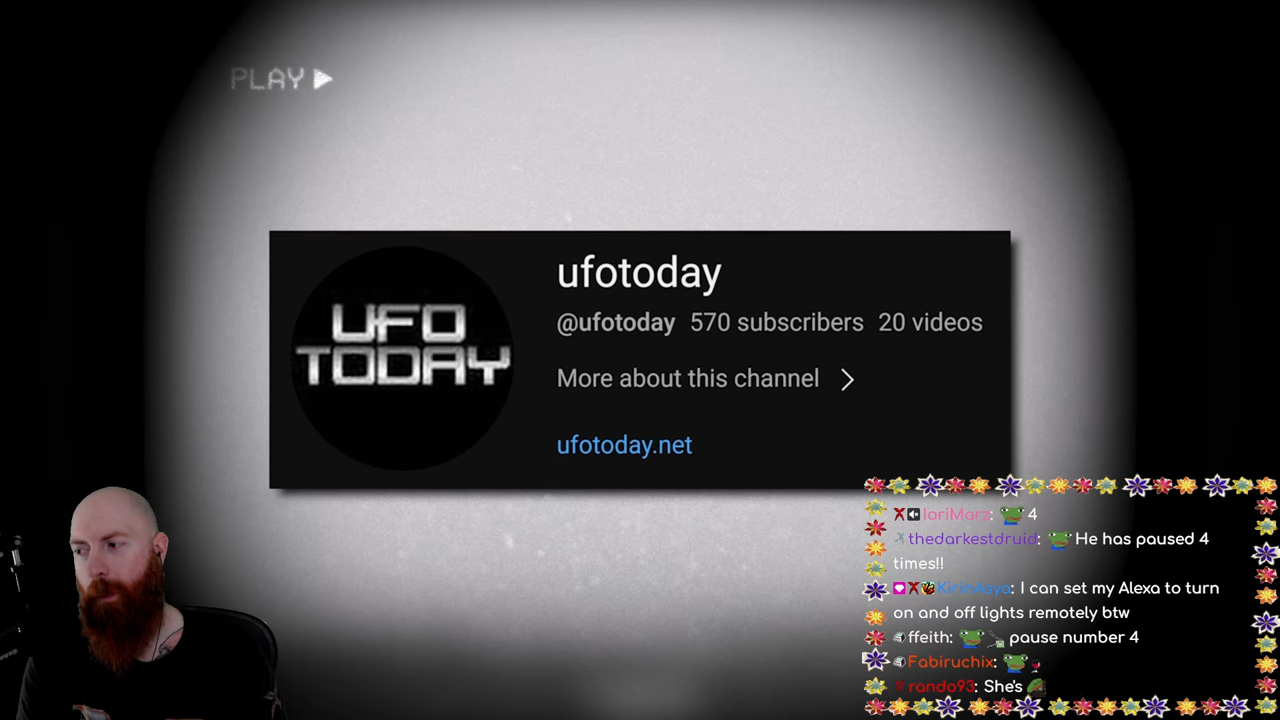 PLAY
UFO
TODAY
ufotoday
@ufotoday 570 subscribers 20 videos
More about this channel
ufotoday.net
loriMarz: 4
thedarkestdruid: He has paused 4
times!!
KirinAsya: I can set my Alexa to turn
on and off lights remotely btw
ffeith: pause number 4
Fabiruchix:
rando93: She's